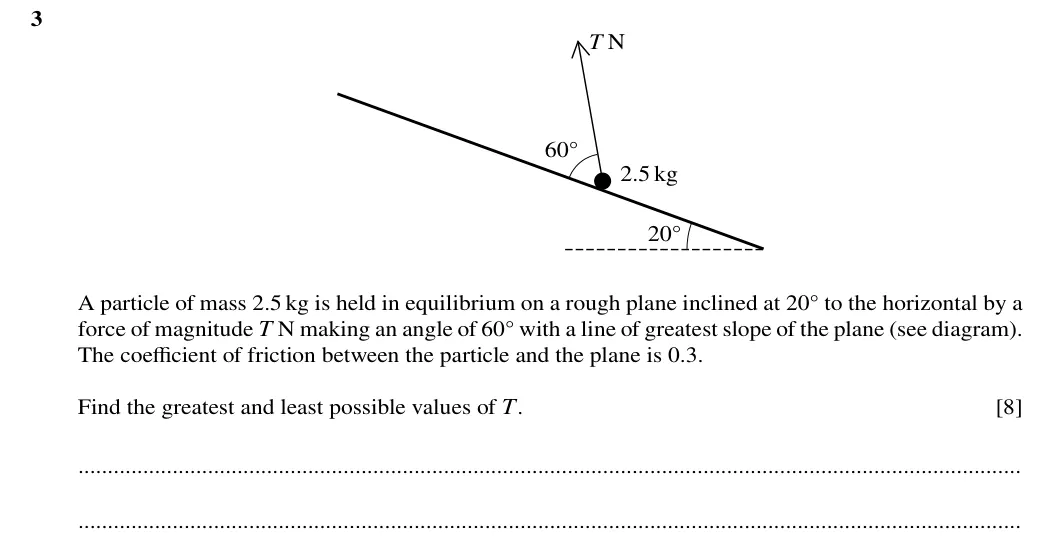 3
T N
60°
2.5 kg
20°
A particle of mass 2.5 kg is held in equilibrium on a rough plane inclined at 20° to the horizontal by a
force of magnitude T N making an angle of 60° with a line of greatest slope of the plane (see diagram).
The coefficient of friction between the particle and the plane is 0.3.
Find the greatest and least possible values of T. [8]